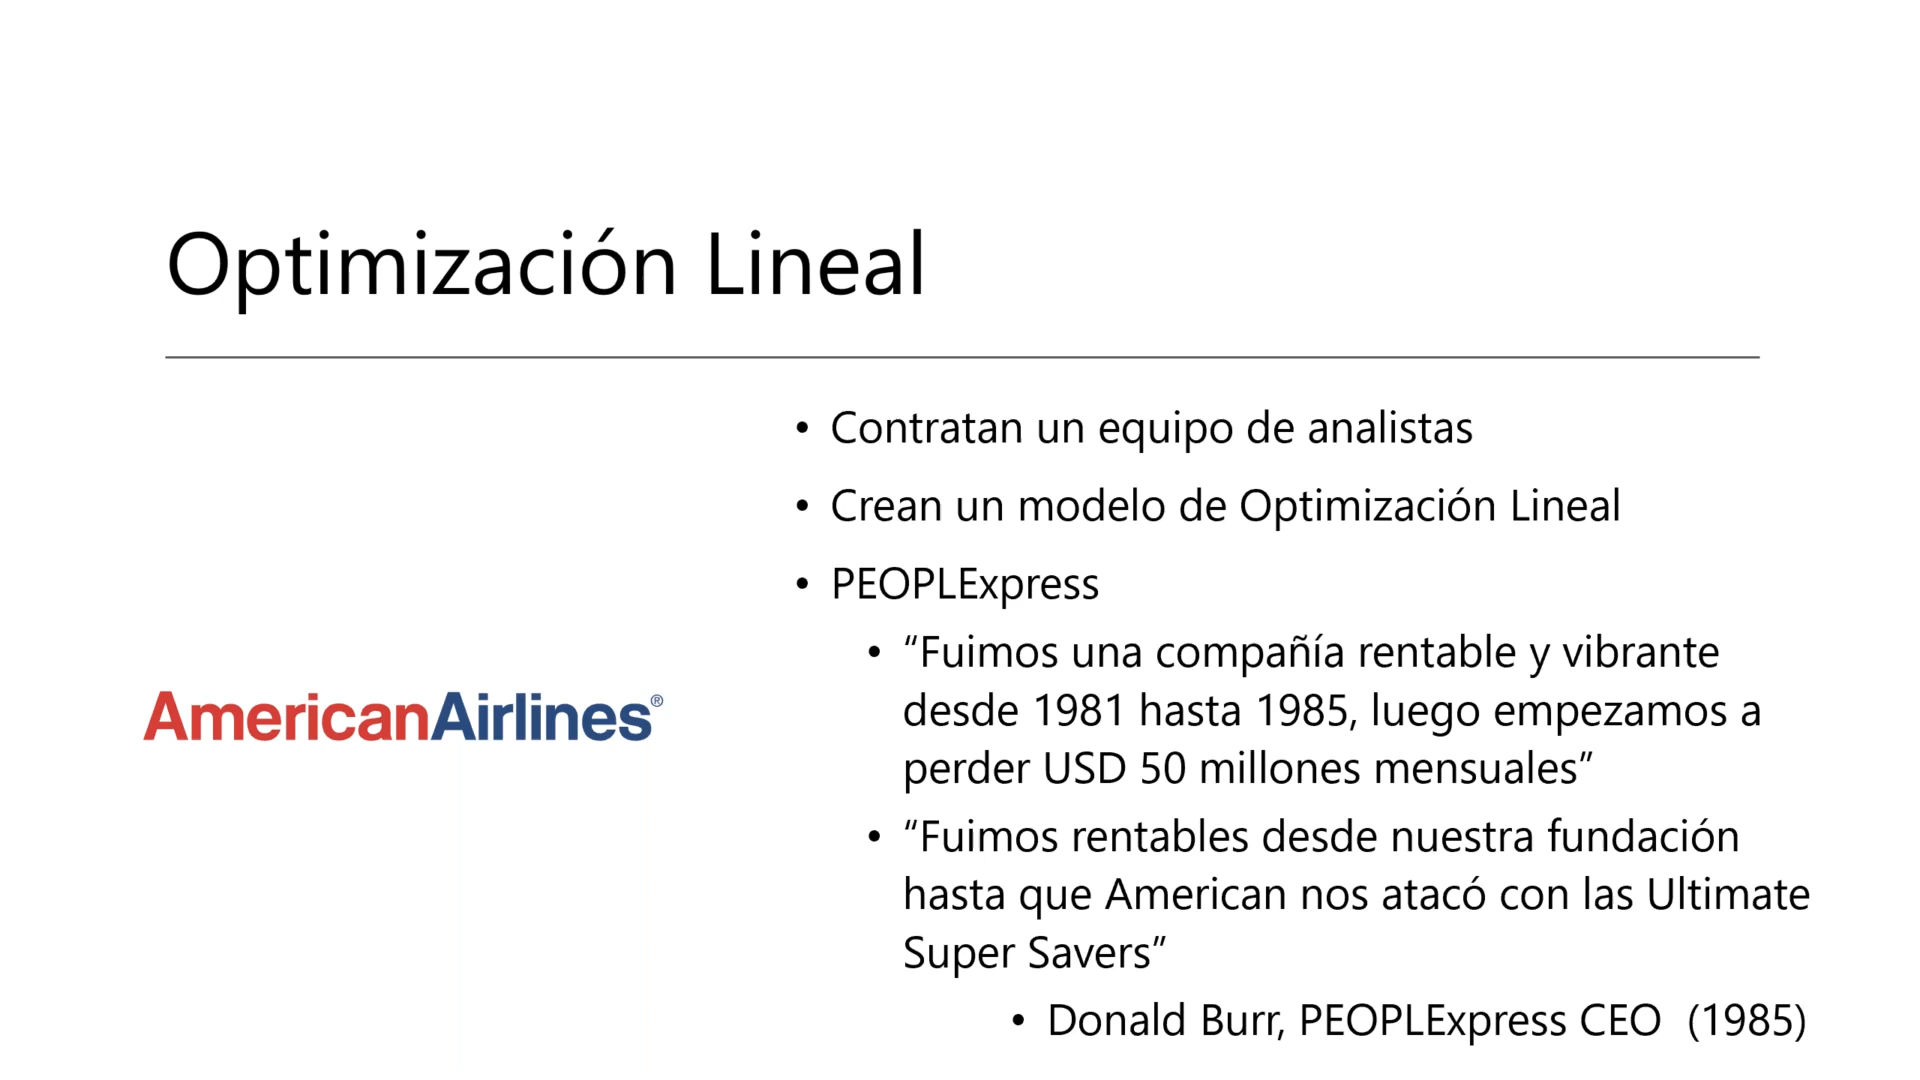 Optimización Lineal
• Contratan un equipo de analistas
• Crean un modelo de Optimización Lineal
• PEOPLExpress
• “Fuimos una compañía rentable y vibrante
desde 1981 hasta 1985, luego empezamos a
perder USD 50 millones mensuales”
• “Fuimos rentables desde nuestra fundación
hasta que American nos atacó con las Ultimate
Super Savers”
• Donald Burr, PEOPLExpress CEO (1985)
AmericanAirlines®